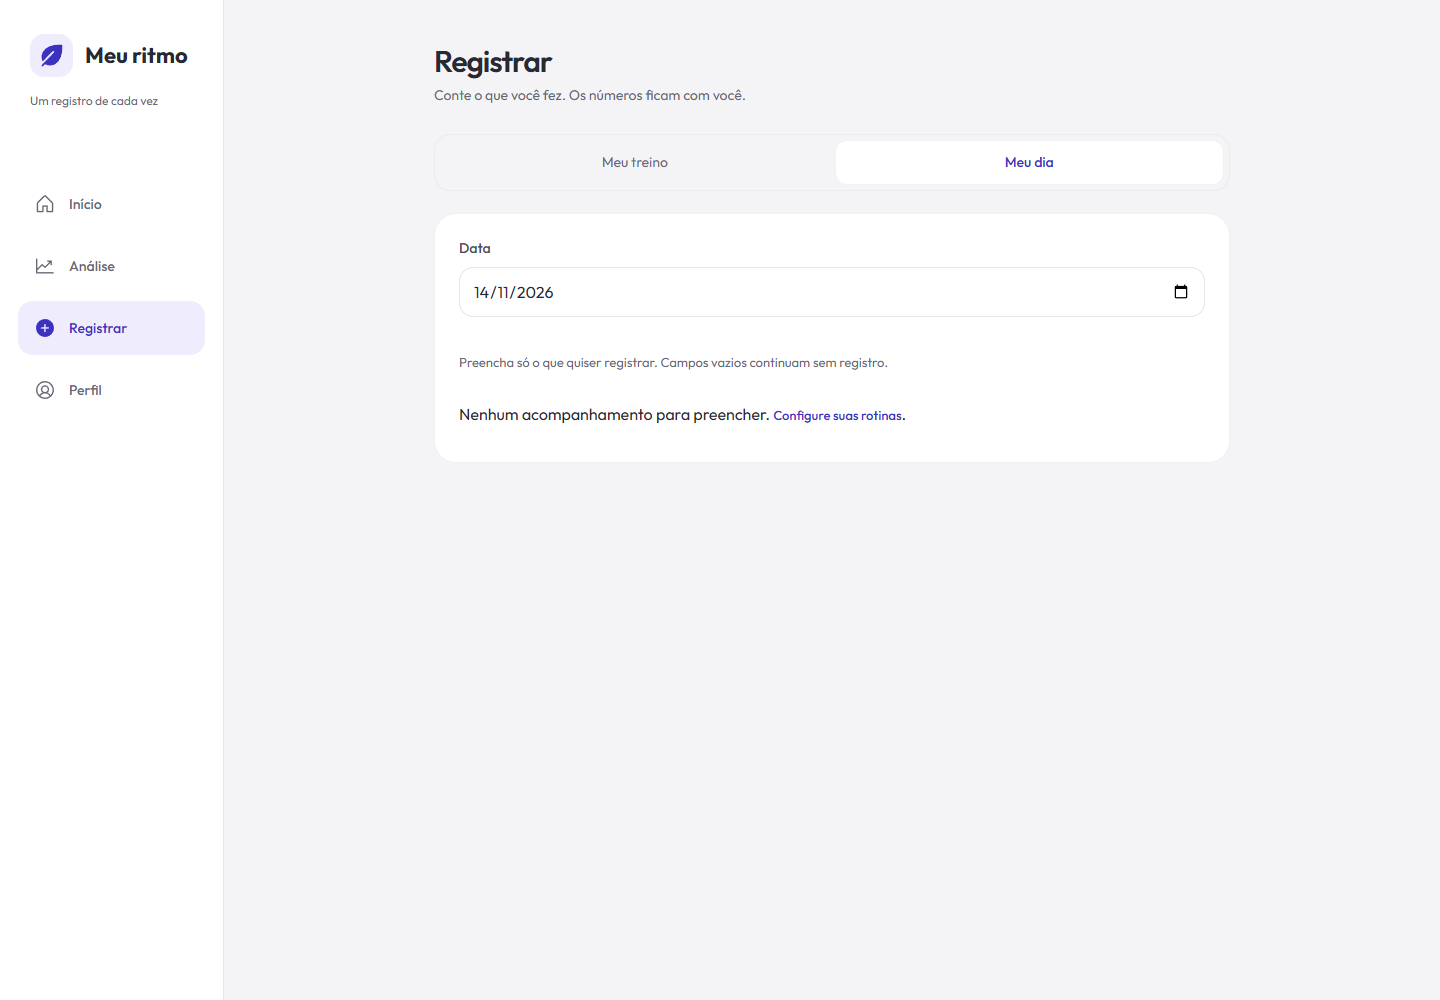 Meu ritmo
Um registro de cada vez
Início
Análise
Registrar
Perfil
Registrar
Conte o que você fez. Os números ficam com você.
Meu treino
Meu dia
Data
14/11/2026
Preencha só o que quiser registrar. Campos vazios continuam sem registro.
Nenhum acompanhamento para preencher. Configure suas rotinas.